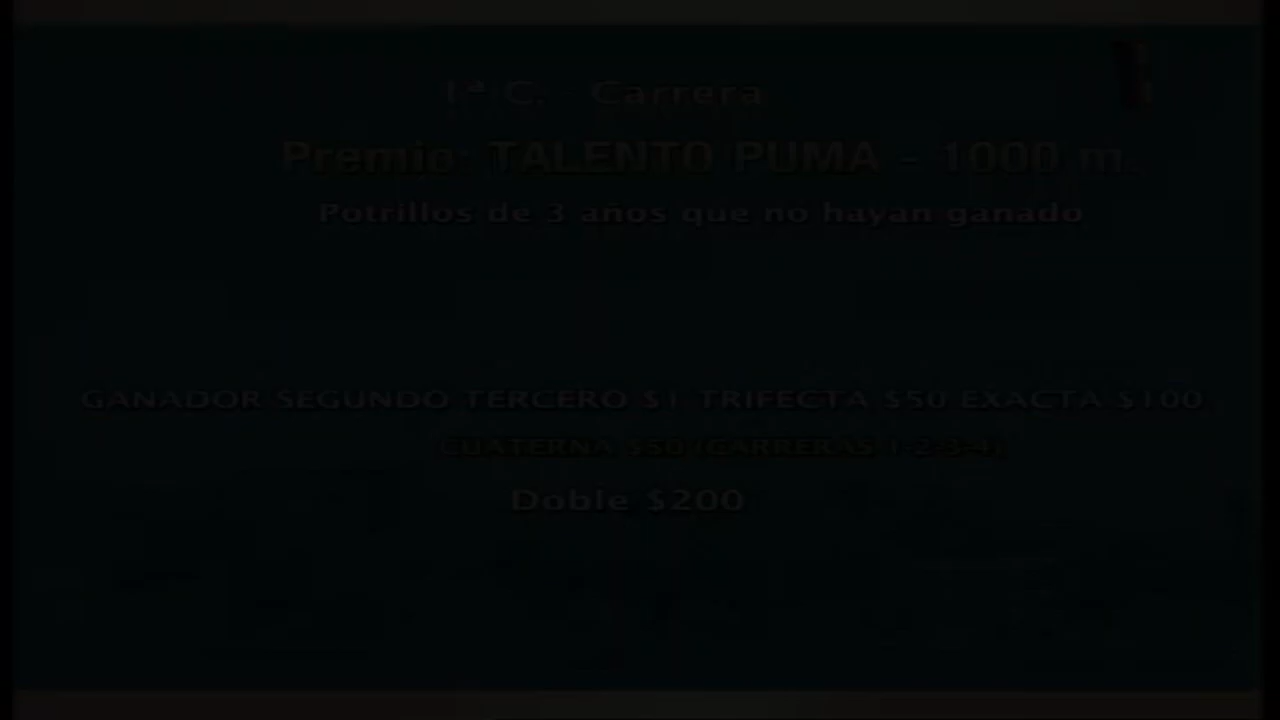 1ª C. Carrera
Premio: TALENTO PUMA - 1000 m.
Potrillos de 3 años que no hayan ganado
GANADOR SEGUNDO TERCERO $1 TRIFECTA $50 EXACTA $100
CUATERNA $50 (CARRERAS 1-2-3-4)
Doble $200